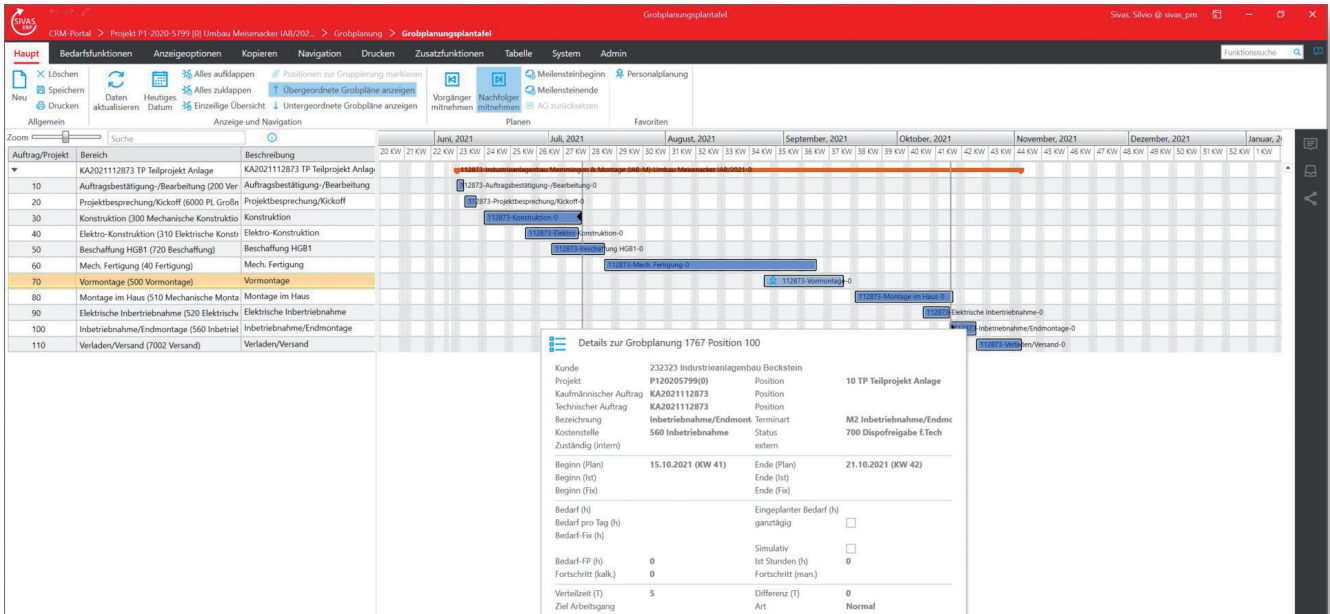 SIVAS ERP
Grobplanungsplantafel
Sivas, Silvio @ sivas_pm
CRM-Portal > Projekt P1-2020-5799 [0] Umbau Meisenacker IAB/202... > Grobplanung > Grobplanungsplantafel
Haupt Bedarfsfunktionen Anzeigeoptionen Kopieren Navigation Drucken Zusatzfunktionen Tabelle System Admin
Funktionssuche
Neu
Löschen
Speichern
Drucken
Allgemein
Daten aktualisieren
Heutiges Datum
Alles aufklappen
Alles zuklappen
Einzeilige Übersicht
Positionen zur Gruppierung markieren
Übergeordnete Grobpläne anzeigen
Untergeordnete Grobpläne anzeigen
Anzeige und Navigation
Vorgänger mitnehmen
Nachfolger mitnehmen
Meilensteinbeginn
Meilensteinende
AG zurücksetzen
Planen
Personalplanung
Favoriten
Zoom
Suche
Juni, 2021 Juli, 2021 August, 2021 September, 2021 Oktober, 2021 November, 2021 Dezember, 2021 Januar, 2
20 KW 21 KW 22 KW 23 KW 24 KW 25 KW 26 KW 27 KW 28 KW 29 KW 30 KW 31 KW 32 KW 33 KW 34 KW 35 KW 36 KW 37 KW 38 KW 39 KW 40 KW 41 KW 42 KW 43 KW 44 KW 45 KW 46 KW 47 KW 48 KW 49 KW 50 KW 51 KW 52 KW 1 KW
Auftrag/Projekt Bereich Beschreibung
KA2021112873 TP Teilprojekt Anlage KA2021112873 TP Teilprojekt Anlag 112873-Industrieanlagenbau Memmingen & Montage (IAB-M)-Umbau Meisenacker IAB/2021-0
10 Auftragsbestätigung-/Bearbeitung (200 Ver Auftragsbestätigung-/Bearbeitung 112873-Auftragsbestätigung-/Bearbeitung-0
20 Projektbesprechung/Kickoff (6000 PL Großn Projektbesprechung/Kickoff 112873-Projektbesprechung/Kickoff-0
30 Konstruktion (300 Mechanische Konstruktio Konstruktion 112873-Konstruktion-0
40 Elektro-Konstruktion (310 Elektrische Konsti Elektro-Konstruktion 112873-Elektro-Konstruktion-0
50 Beschaffung HGB1 (720 Beschaffung) Beschaffung HGB1 112873-Beschaffung HGB1-0
60 Mech. Fertigung (40 Fertigung) Mech. Fertigung 112873-Mech. Fertigung-0
70 Vormontage (500 Vormontage) Vormontage 112873-Vormontage-0
80 Montage im Haus (510 Mechanische Monta Montage im Haus 112873-Montage im Haus-0
90 Elektrische Inbertriebnahme (520 Elektrische Elektrische Inbertriebnahme 112873-Elektrische Inbertriebnahme-0
100 Inbetriebnahme/Endmontage (560 Inbetriel Inbetriebnahme/Endmontage 112873-Inbetriebnahme/Endmontage-0
110 Verladen/Versand (7002 Versand) Verladen/Versand 112873-Verladen/Versand-0
Details zur Grobplanung 1767 Position 100
Kunde 232323 Industrieanlagenbau Beckstein
Projekt P120205799(0) Position 10 TP Teilprojekt Anlage
Kaufmännischer Auftrag KA2021112873 Position
Technischer Auftrag KA2021112873 Position
Bezeichnung Inbetriebnahme/Endmont. Terminart M2 Inbetriebnahme/Endmo
Kostenstelle 560 Inbetriebnahme Status 700 Dispofreigabe f.Tech
Zuständig (intern) extern
Beginn (Plan) 15.10.2021 (KW 41) Ende (Plan) 21.10.2021 (KW 42)
Beginn (Ist) Ende (Ist)
Beginn (Fix) Ende (Fix)
Bedarf (h) Eingeplanter Bedarf (h)
Bedarf pro Tag (h) ganztägig
Bedarf-Fix (h)
Simulativ
Bedarf-FP (h) 0 Ist Stunden (h) 0
Fortschritt (kalk.) 0 Fortschritt (man.)
Verteilzeit (T) 5 Differenz (T) 0
Ziel Arbeitsgang Art Normal